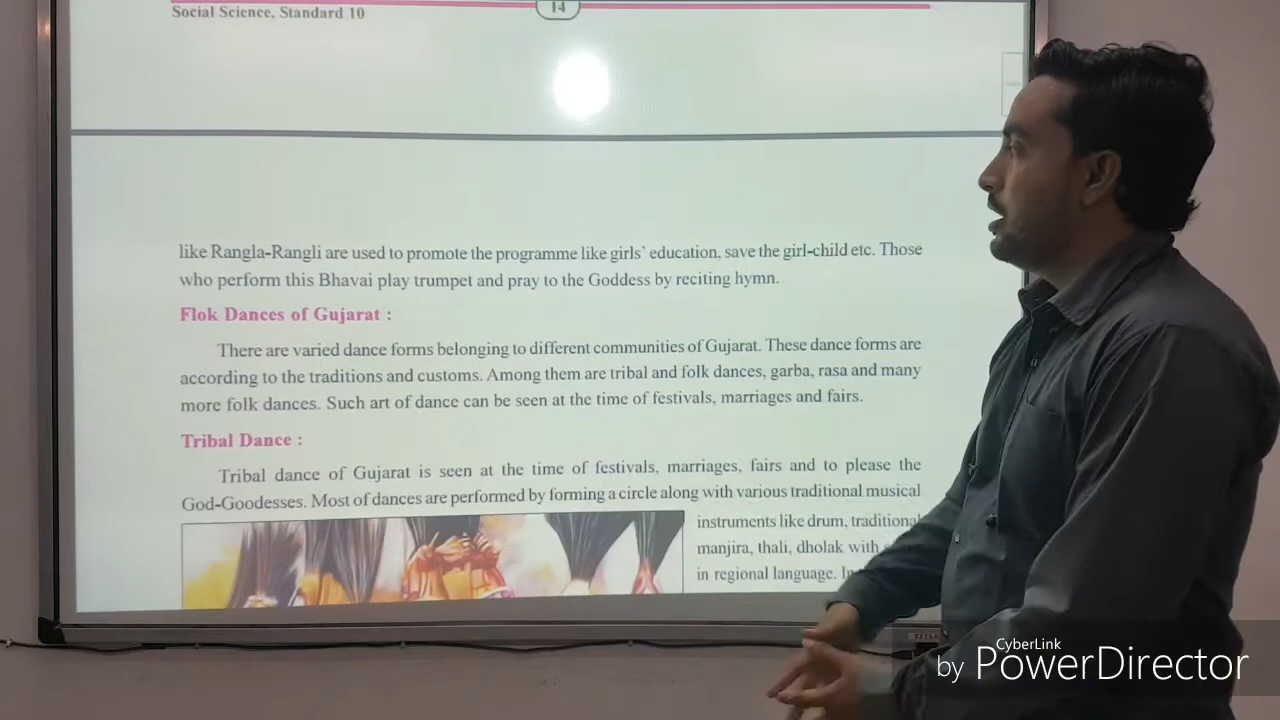 Social Science, Standard 10
14
like Rangla-Rangli are used to promote the programme like girls' education, save the girl-child etc. Those
who perform this Bhavai play trumpet and pray to the Goddess by reciting hymn.
Flok Dances of Gujarat :
There are varied dance forms belonging to different communities of Gujarat. These dance forms are
according to the traditions and customs. Among them are tribal and folk dances, garba, rasa and many
more folk dances. Such art of dance can be seen at the time of festivals, marriages and fairs.
Tribal Dance :
Tribal dance of Gujarat is seen at the time of festivals, marriages, fairs and to please the
God-Goodesses. Most of dances are performed by forming a circle along with various traditional musical
instruments like drum, traditional
manjira, thali, dholak with
in regional language. In
CyberLink
by PowerDirector